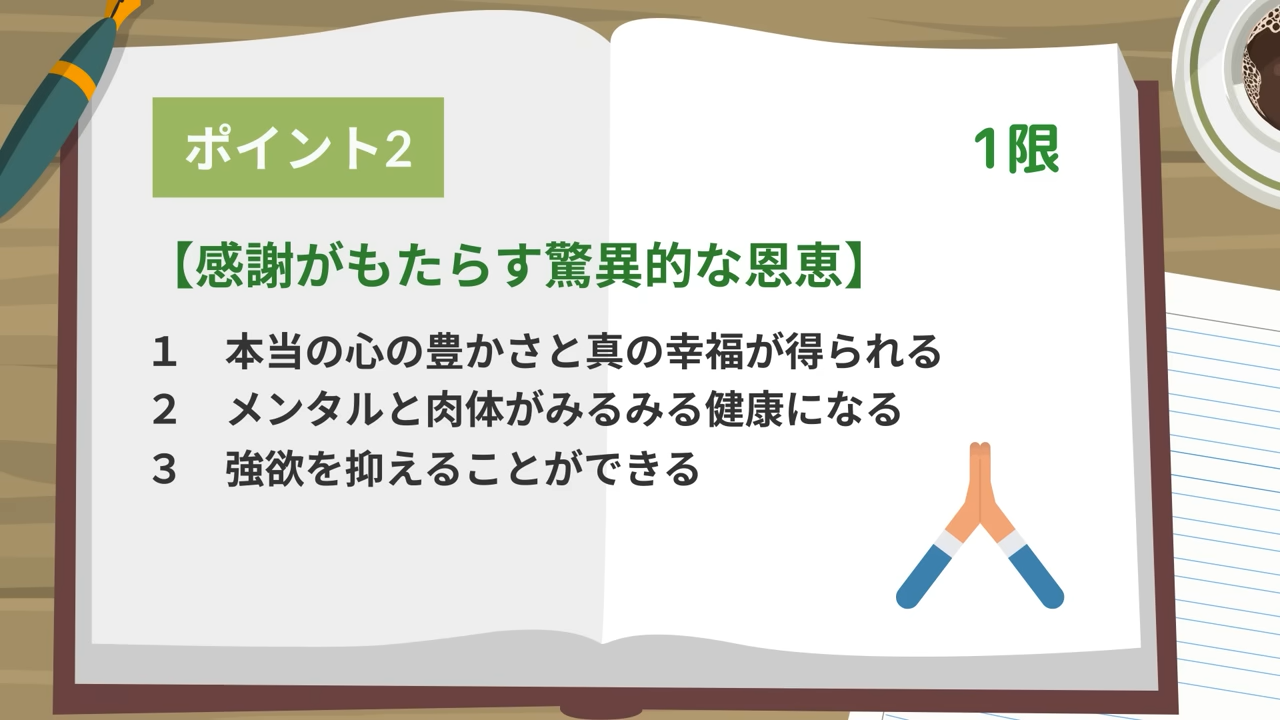 ポイント2
1限
【感謝がもたらす驚異的な恩恵】
１　本当の心の豊かさと真の幸福が得られる
２　メンタルと肉体がみるみる健康になる
３　強欲を抑えることができる